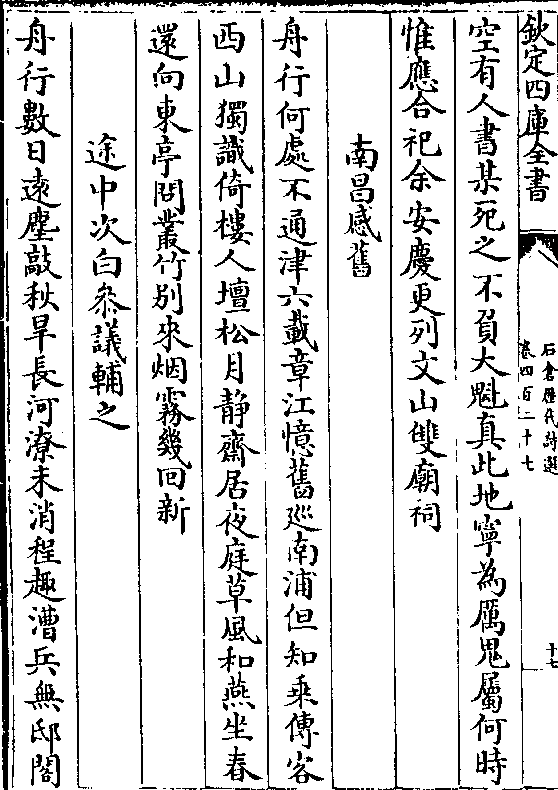 欽定四庫全書
石倉歷代詩選
卷四百二十七
十七
空有人書某死之不負大魁真此地寧為厲鬼屬何時
惟應合祀余安慶更列文山雙廟祠
南昌感舊
舟行何處不通津六載章江憶舊廵南浦但知乗傳客
西山獨識倚樓人壇松月静齋居夜庭草風和燕坐春
還向東亭問叢竹别來烟霧幾回新
途中次白叅議輔之
舟行數日遠塵敲秋早長河潦未消程趣漕兵無邸閣